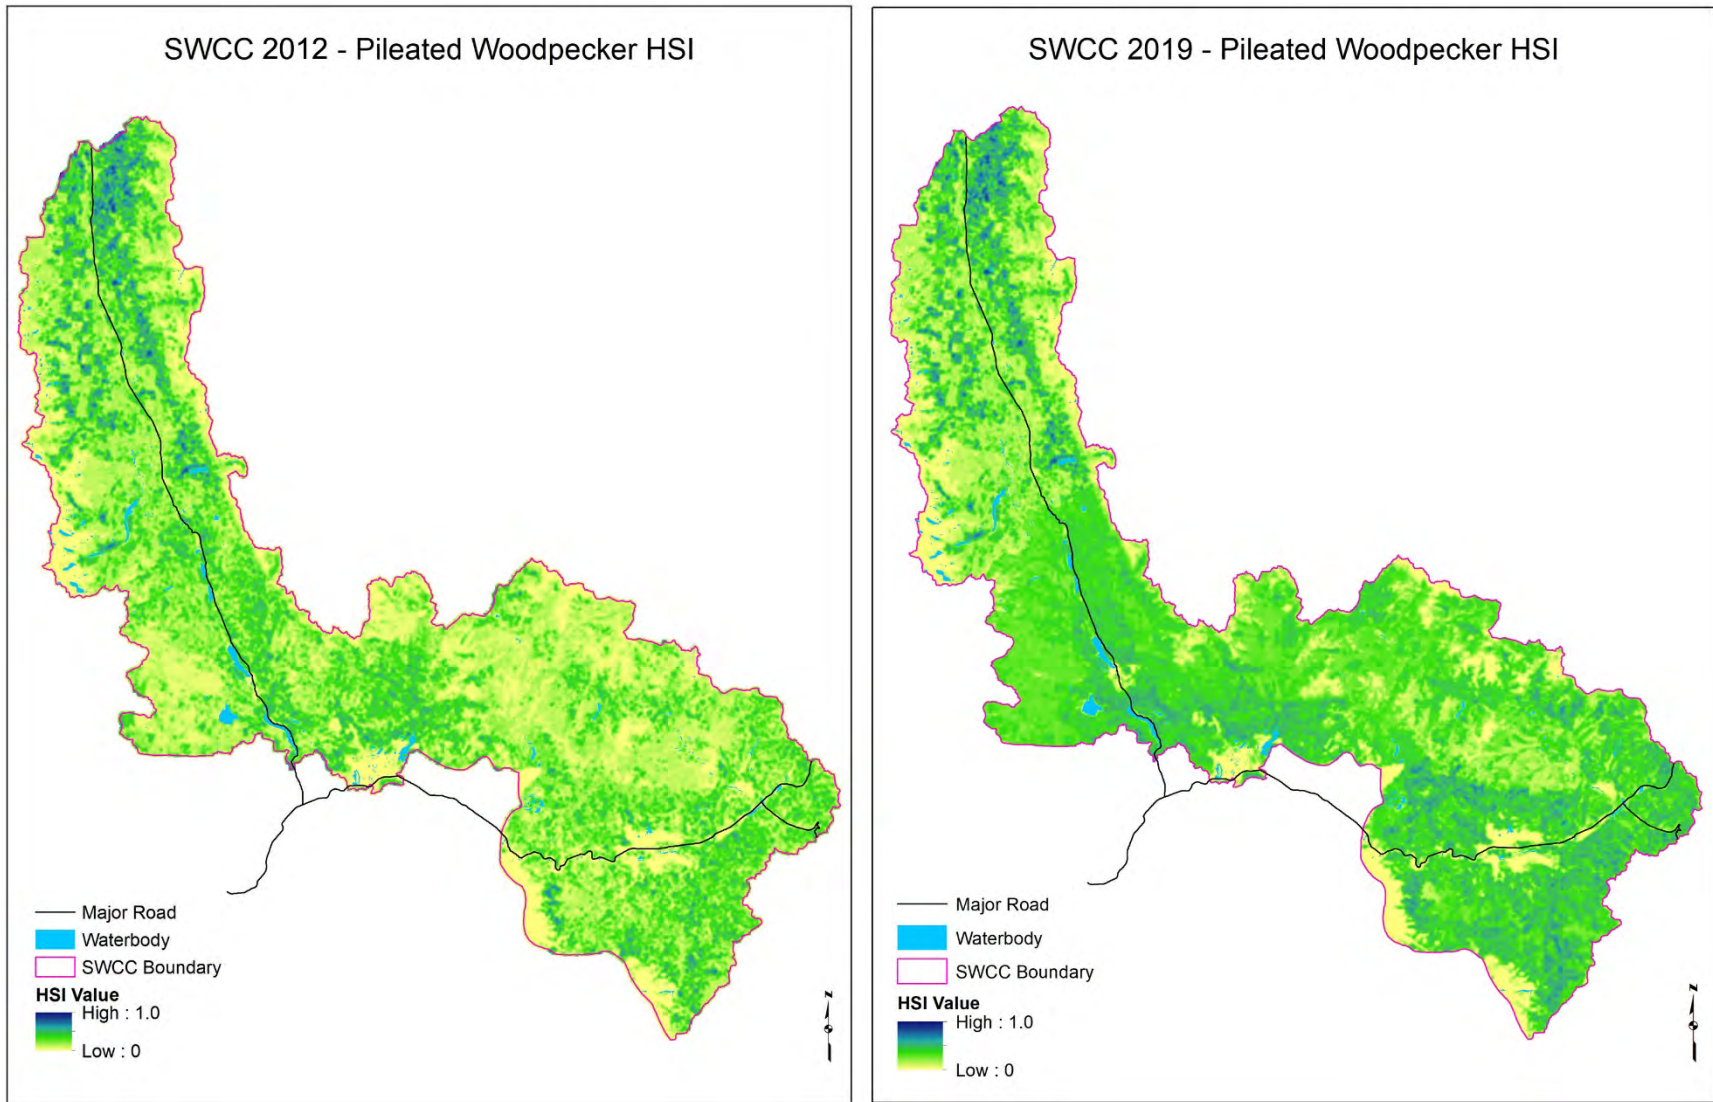 SWCC 2012 - Pileated Woodpecker HSI
Major Road
Waterbody
SWCC Boundary
HSI Value
High : 1.0
Low : 0
z
SWCC 2019 - Pileated Woodpecker HSI
Major Road
Waterbody
SWCC Boundary
HSI Value
High : 1.0
Low : 0
z